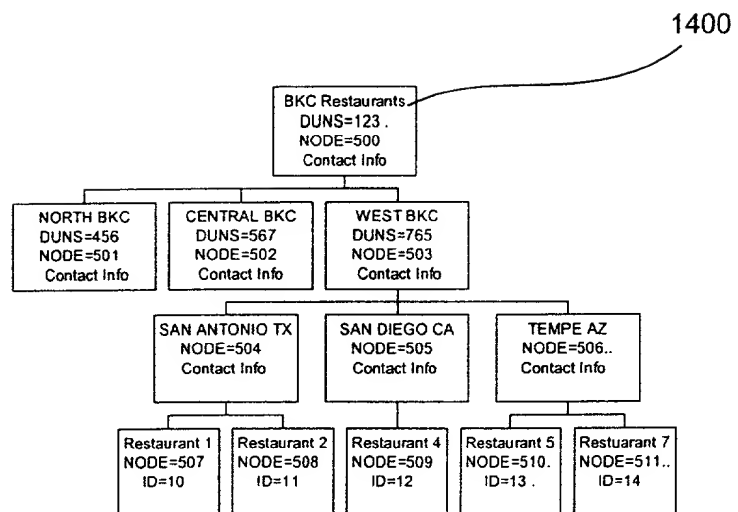 1400
BKC Restaurants
DUNS=123 .
NODE=500
Contact Info
NORTH BKC
DUNS=456
NODE=501
Contact Info
CENTRAL BKC
DUNS=567
NODE=502
Contact Info
WEST BKC
DUNS=765
NODE=503
Contact Info
SAN ANTONIO TX
NODE=504
Contact Info
SAN DIEGO CA
NODE=505
Contact Info
TEMPE AZ
NODE=506..
Contact Info
Restaurant 1
NODE=507
ID=10
Restaurant 2
NODE=508
ID=11
Restaurant 4
NODE=509
ID=12
Restaurant 5
NODE=510.
ID=13 .
Restuarant 7
NODE=511..
ID=14